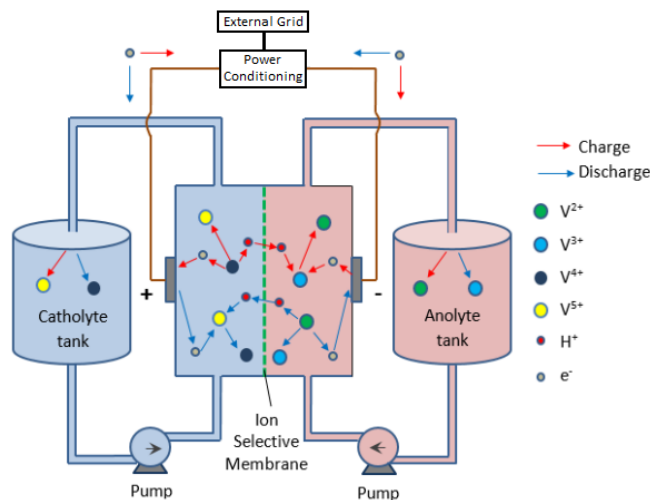 External Grid
Power
Conditioning
Charge
Discharge
V²⁺
V³⁺
V⁴⁺
V⁵⁺
H⁺
e⁻
+
-
Catholyte
tank
Anolyte
tank
Ion
Selective
Membrane
Pump
Pump